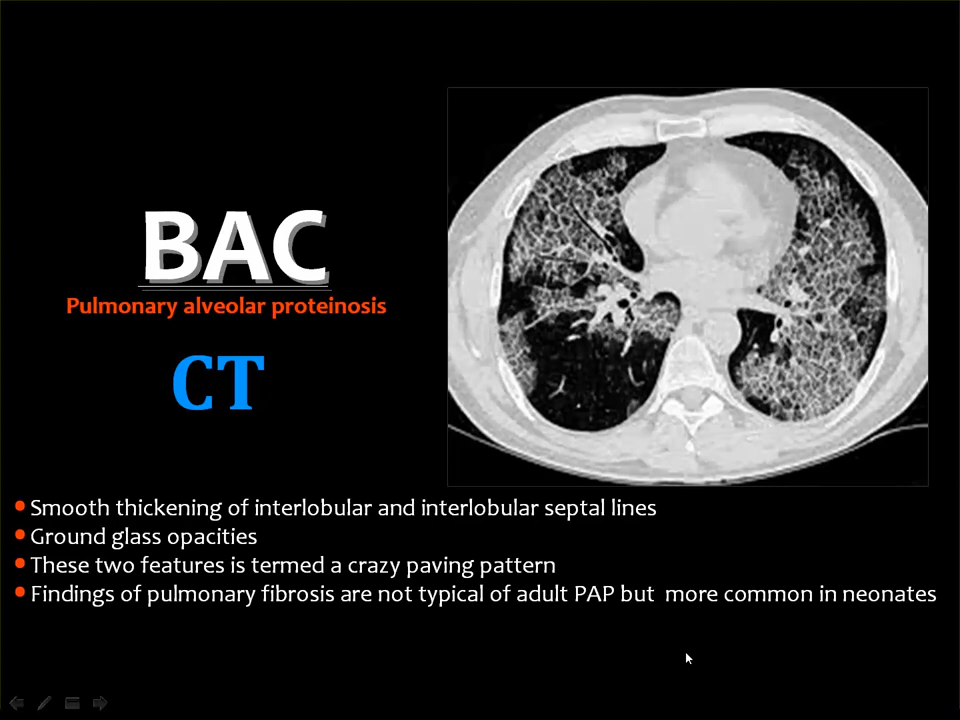 BAC
Pulmonary alveolar proteinosis
CT
• Smooth thickening of interlobular and interlobular septal lines
• Ground glass opacities
• These two features is termed a crazy paving pattern
• Findings of pulmonary fibrosis are not typical of adult PAP but more common in neonates